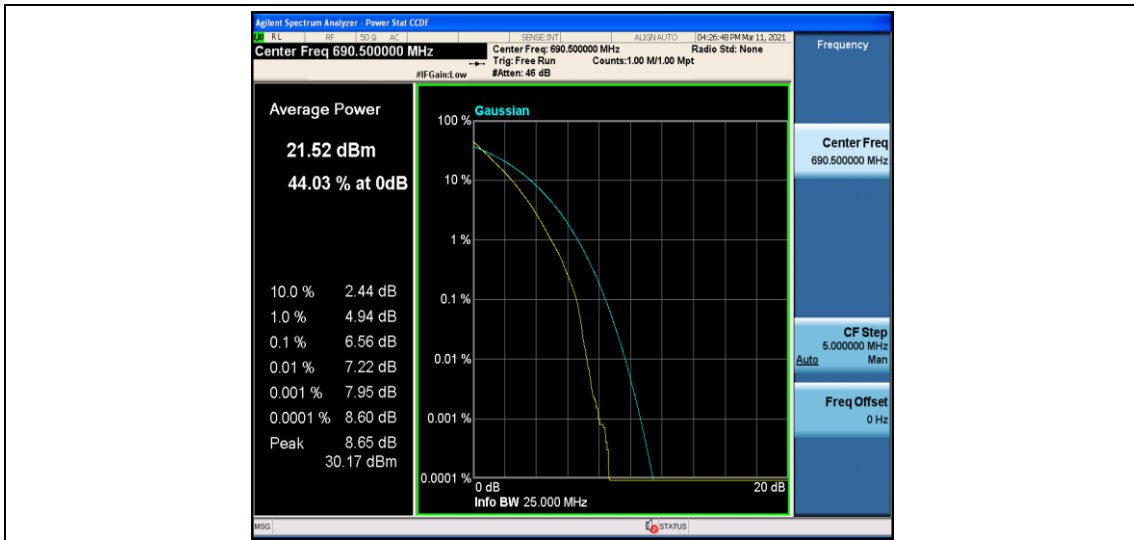 Agilent Spectrum Analyzer - Power Stat CCDF
LXI RL RF 50 Ω AC SENSE:INT ALIGN AUTO 04:26:48 PM Mar 11, 2021
Center Freq 690.500000 MHz
Center Freq: 690.500000 MHz Radio Std: None
Trig: Free Run Counts:1.00 M/1.00 Mpt
#IFGain:Low #Atten: 46 dB
Frequency
Average Power
21.52 dBm
44.03 % at 0dB
10.0 % 2.44 dB
1.0 % 4.94 dB
0.1 % 6.56 dB
0.01 % 7.22 dB
0.001 % 7.95 dB
0.0001 % 8.60 dB
Peak 8.65 dB
30.17 dBm
Gaussian
100 %
10 %
1 %
0.1 %
0.01 %
0.001 %
0.0001 %
0 dB 20 dB
Info BW 25.000 MHz
Center Freq
690.500000 MHz
CF Step
5.000000 MHz
Auto Man
Freq Offset
0 Hz
MSG STATUS